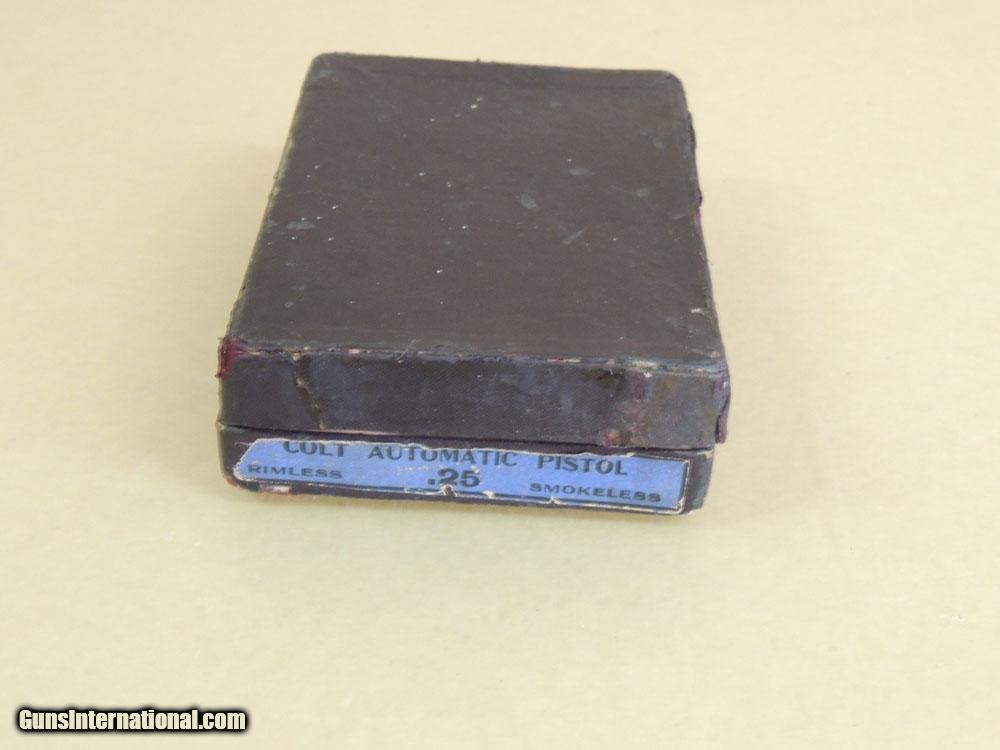 COLT AUTOMATIC PISTOL
RIMLESS .25 SMOKELESS
GunsInternational.com